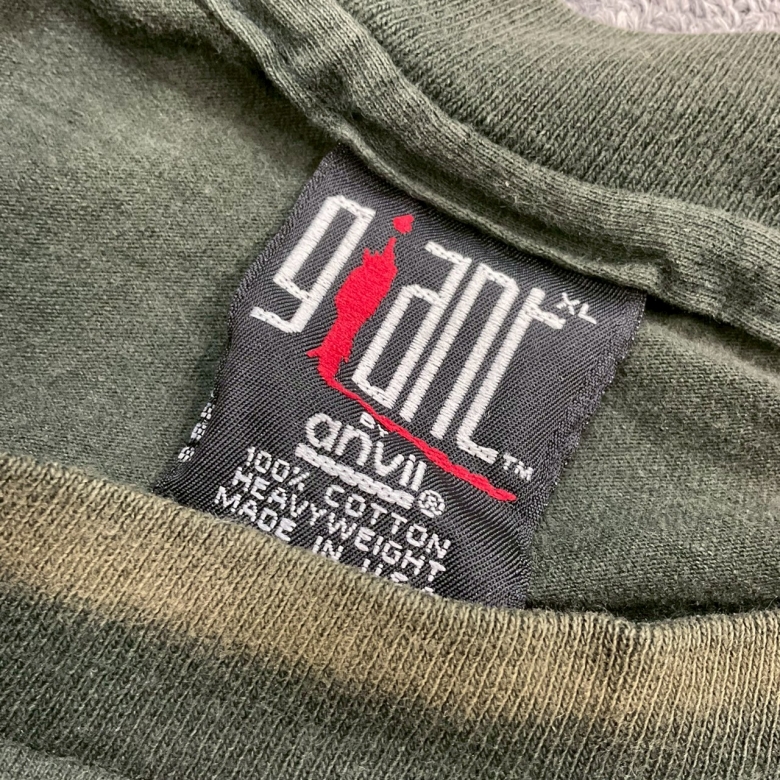 giant XL
TM
BY
anvil®
100% COTTON
HEAVYWEIGHT
MADE IN U.S.